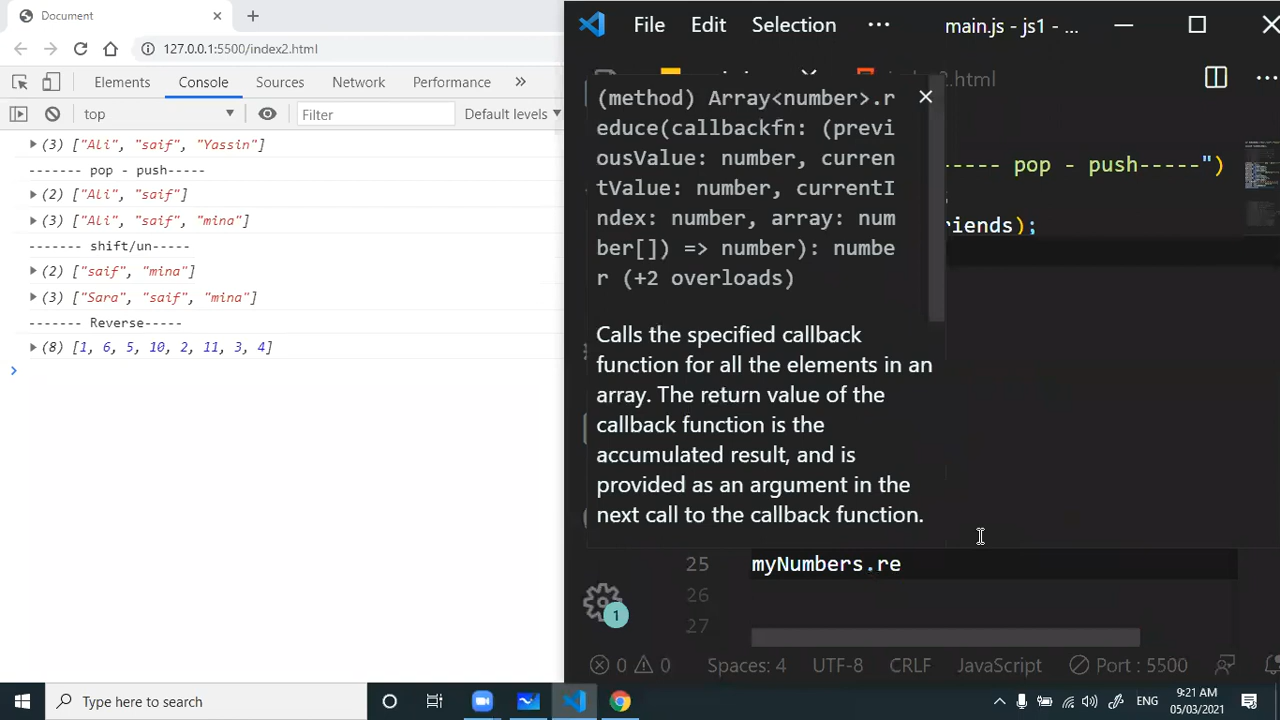 Document
127.0.0.1:5500/index2.html
Elements Console Sources Network Performance »
top Filter Default levels
(3) ["Ali", "saif", "Yassin"]
------- pop - push-----
(2) ["Ali", "saif"]
(3) ["Ali", "saif", "mina"]
------- shift/un-----
(2) ["saif", "mina"]
(3) ["Sara", "saif", "mina"]
------- Reverse-----
(8) [1, 6, 5, 10, 2, 11, 3, 4]
File Edit Selection ··· main.js - js1 - ...
.html
(method) Array<number>.r
educe(callbackfn: (previ
ousValue: number, curren
tValue: number, currentI
ndex: number, array: num
ber[]) => number): numbe
r (+2 overloads)
Calls the specified callback
function for all the elements in an
array. The return value of the
callback function is the
accumulated result, and is
provided as an argument in the
next call to the callback function.
----- pop - push-----")
iends);
25 myNumbers.re
26
27
1
0 0 Spaces: 4 UTF-8 CRLF JavaScript Port : 5500
Type here to search
ENG
9:21 AM
05/03/2021